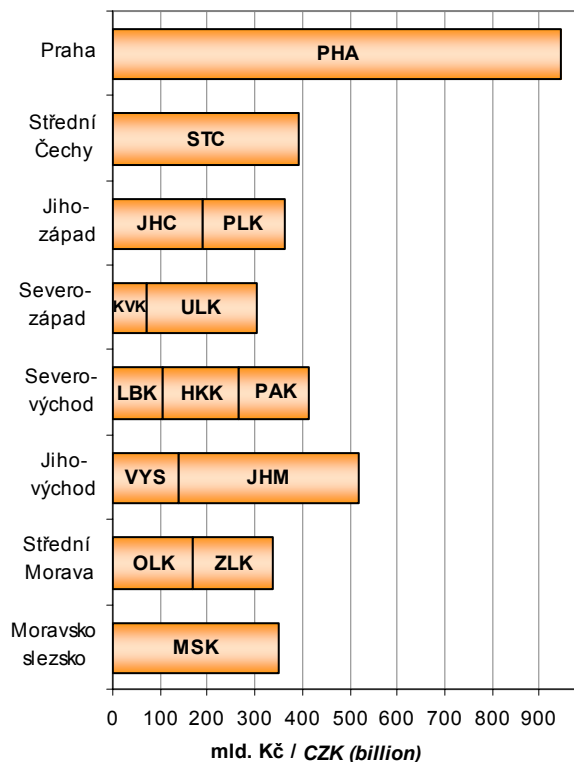 Praha
PHA
Střední
Čechy
STC
Jiho-
západ
JHC PLK
Severo-
západ
KVK ULK
Severo-
východ
LBK HKK PAK
Jiho-
východ
VYS JHM
Střední
Morava
OLK ZLK
Moravsko
slezsko
MSK
0 100 200 300 400 500 600 700 800 900
mld. Kč / CZK (billion)